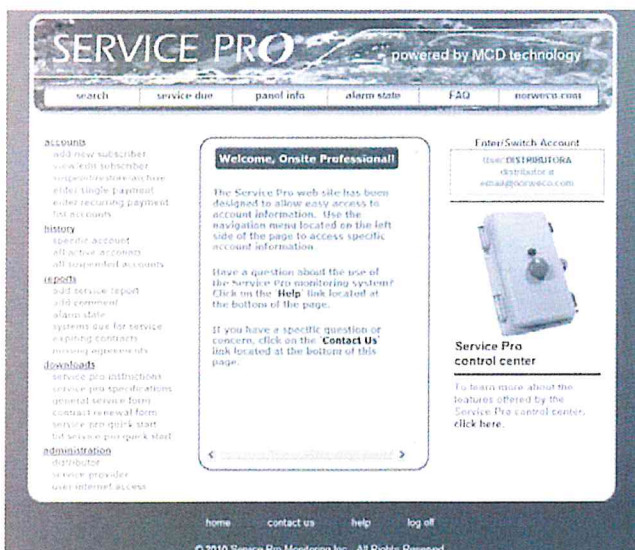 SERVICE PRO
powered by MCD technology
search service due panel info alarm state FAQ norweco.com
accounts
add new subscriber
view/edit subscriber
suspend/restore/archive
enter single payment
enter recurring payment
list accounts
history
specific account
all active accounts
all suspended accounts
reports
add service report
add comment
alarm state
systems due for service
expiring contracts
missing agreements
downloads
service pro instructions
service pro specifications
general service form
contract renewal form
service pro quick start
tnt service pro quick start
administration
distributor
service provider
user internet access
Welcome, Onsite Professional!
The Service Pro web site has been
designed to allow easy access to
account information. Use the
navigation menu located on the left
side of the page to access specific
account information.
Have a question about the use of
the Service Pro monitoring system?
Click on the 'Help' link located at
the bottom of the page.
If you have a specific question or
concern, click on the 'Contact Us'
link located at the bottom of this
page.
Enter/Switch Account
User: DISTRIBUTORA
distributor a
email@norweco.com
Service Pro
control center
To learn more about the
features offered by the
Service Pro control center,
click here.
home contact us help log off
© 2010 Service Pro Monitoring Inc. All Rights Reserved